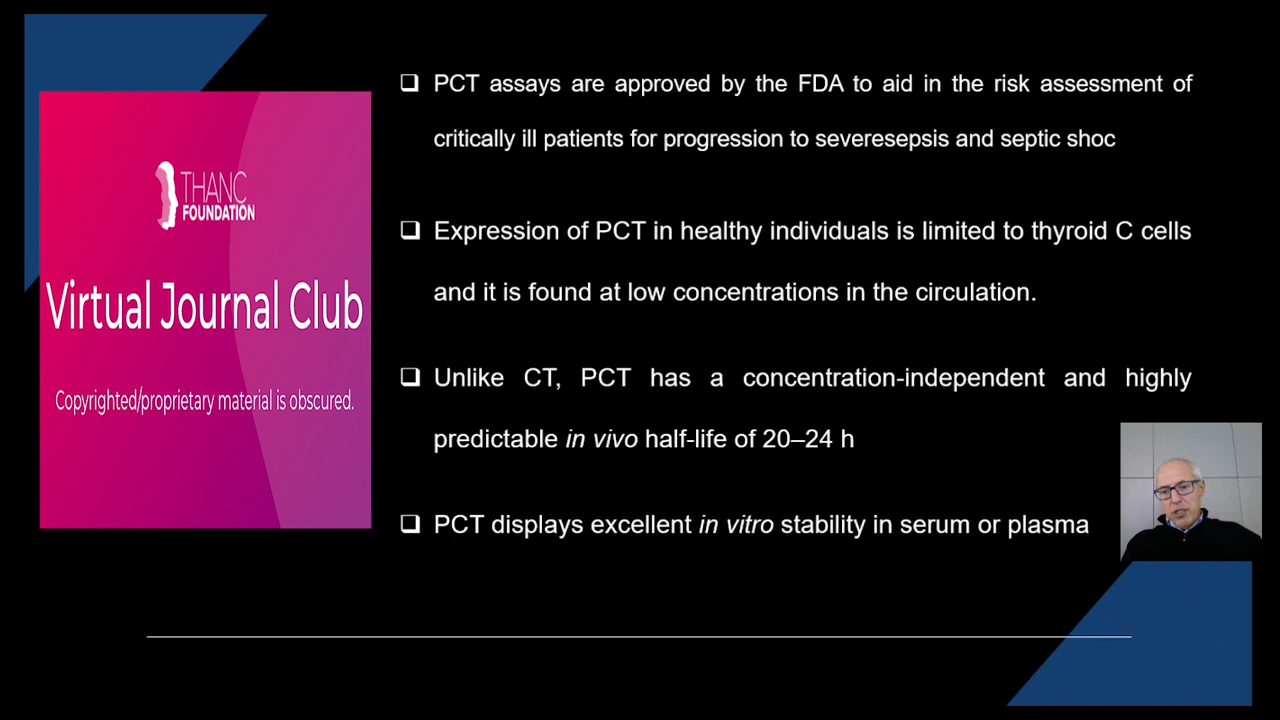 THANC
FOUNDATION
Virtual Journal Club
Copyrighted/proprietary material is obscured.
PCT assays are approved by the FDA to aid in the risk assessment of
critically ill patients for progression to severesepsis and septic shoc
Expression of PCT in healthy individuals is limited to thyroid C cells
and it is found at low concentrations in the circulation.
Unlike CT, PCT has a concentration-independent and highly
predictable in vivo half-life of 20–24 h
PCT displays excellent in vitro stability in serum or plasma